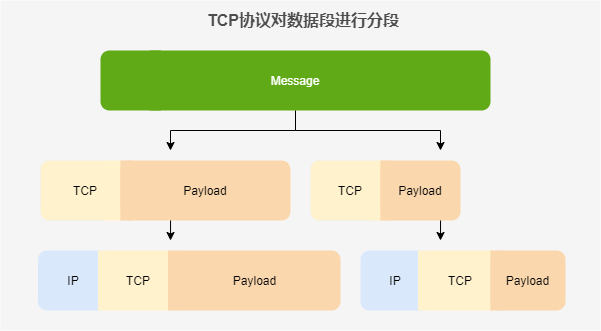 TCP协议对数据段进行分段
Message
TCP Payload TCP Payload
IP TCP Payload IP TCP Payload